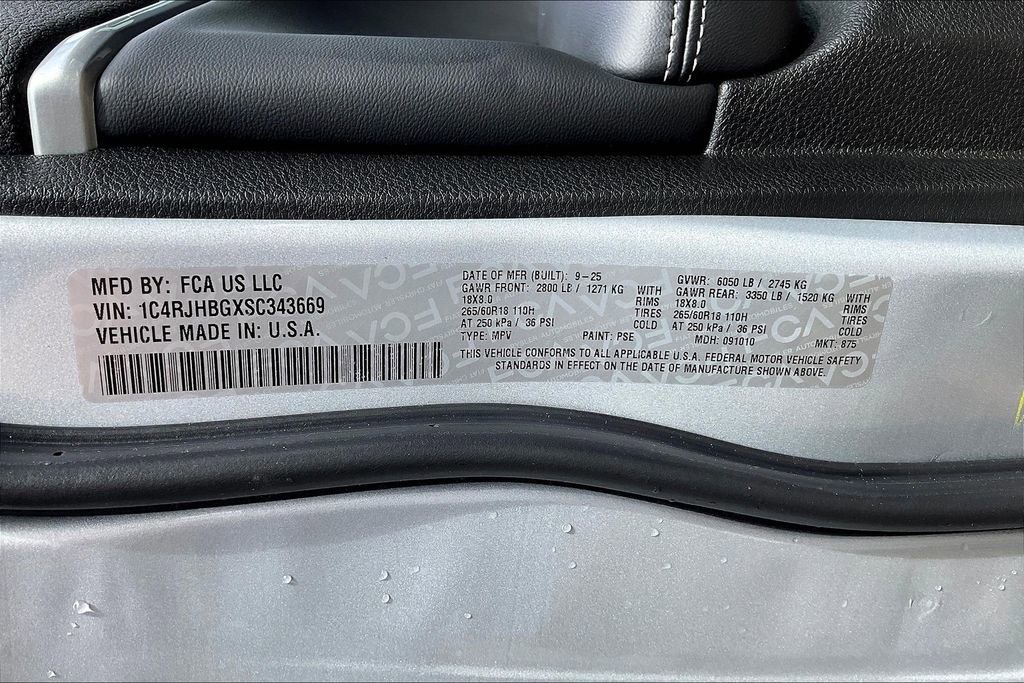 MFD BY: FCA US LLC
VIN: 1C4RJHBGXSC343669
VEHICLE MADE IN: U.S.A.
DATE OF MFR (BUILT): 9-25
GAWR FRONT: 2800 LB / 1271 KG WITH
18X8.0 RIMS
265/60R18 110H TIRES
AT 250 kPa / 36 PSI COLD
TYPE: MPV PAINT: PSE
GVWR: 6050 LB / 2745 KG
GAWR REAR: 3350 LB / 1520 KG WITH
18X8.0 RIMS
265/60R18 110H TIRES
AT 250 kPa / 36 PSI COLD
MDH: 091010 MKT: 875
THIS VEHICLE CONFORMS TO ALL APPLICABLE U.S.A. FEDERAL MOTOR VEHICLE SAFETY
STANDARDS IN EFFECT ON THE DATE OF MANUFACTURE SHOWN ABOVE.